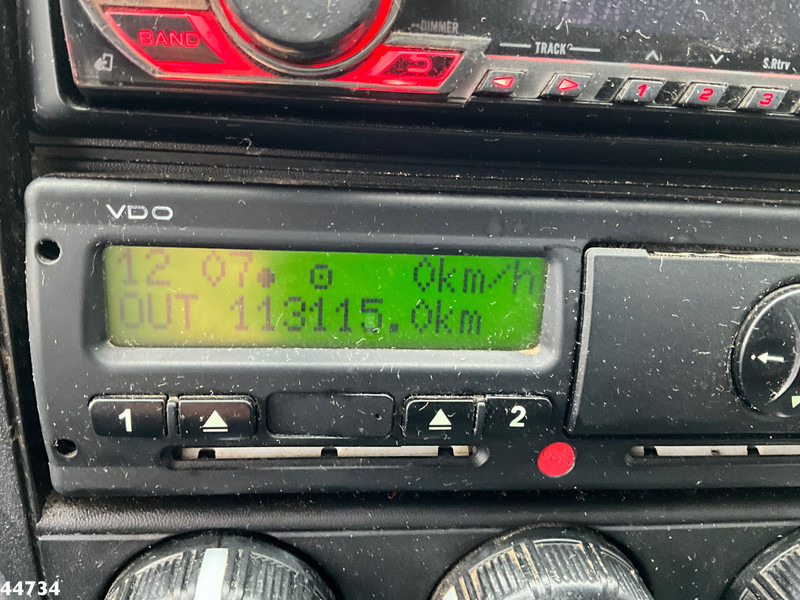 BAND
DIMMER
TRACK
S.Rtrv
1 2 3
VDO
12 07 0km/h
OUT 113115.0km
1 2
44734